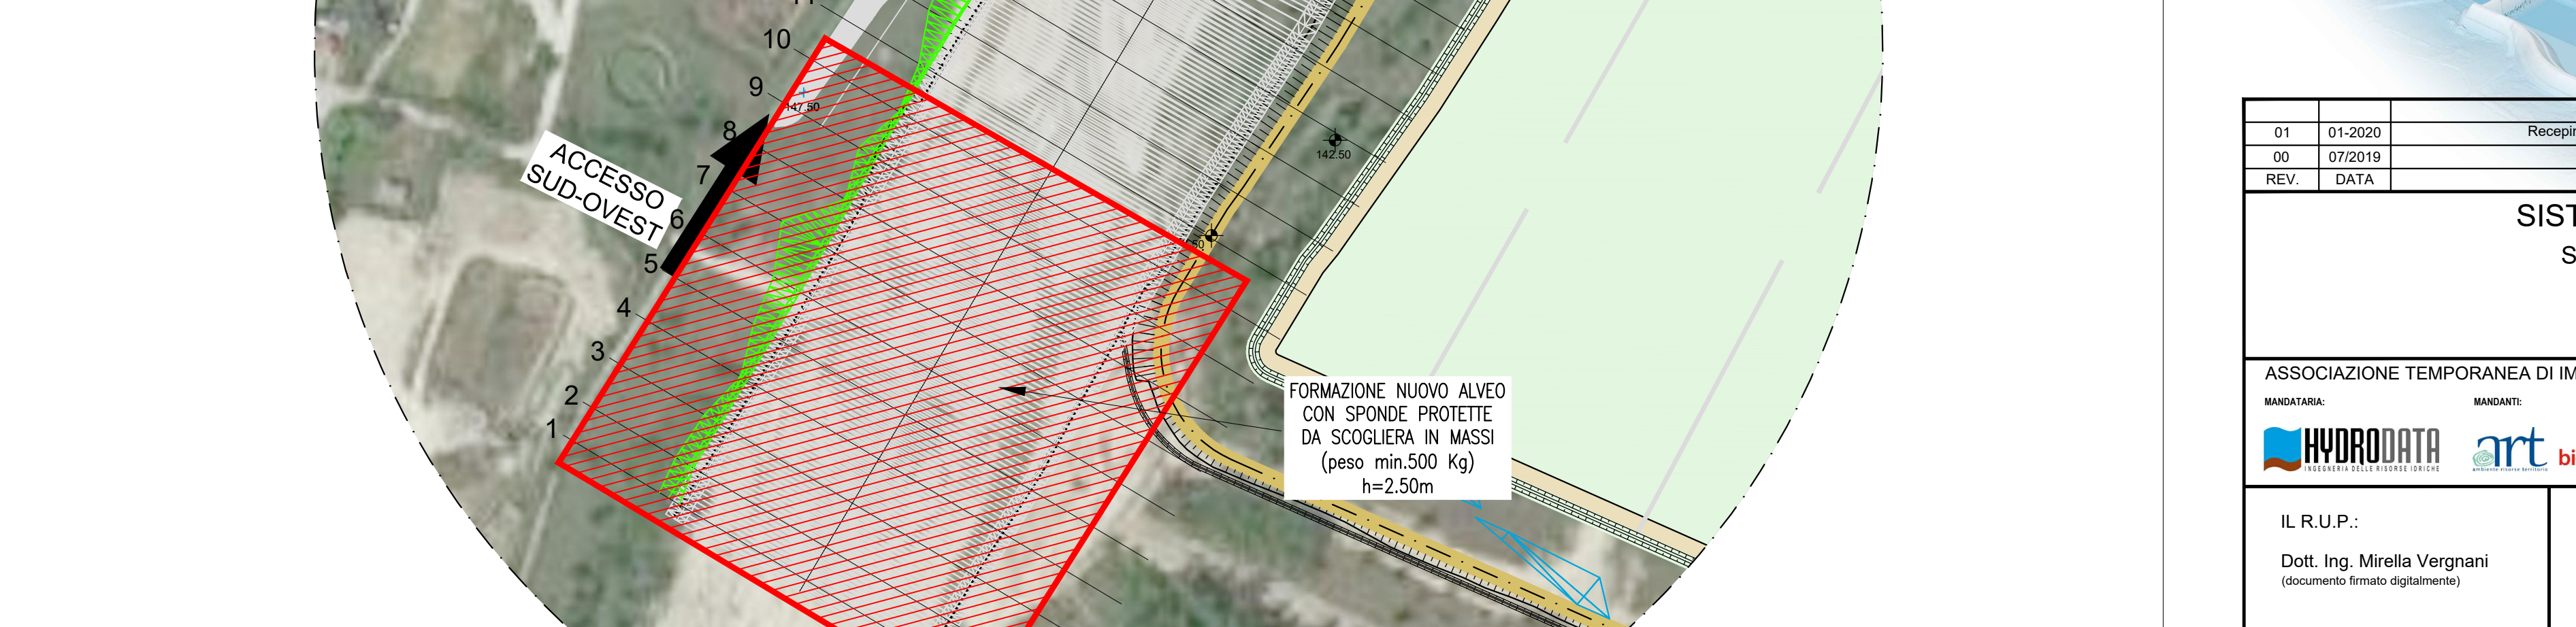 10
9
147.50
8
ACCESSO
SUD-OVEST
7
6
5
4
3
2
1
142.50
FORMAZIONE NUOVO ALVEO
CON SPONDE PROTETTE
DA SCOGLIERA IN MASSI
(peso min.500 Kg)
h=2.50m
01 01-2020
00 07/2019
REV. DATA
ASSOCIAZIONE TEMPORANEA DI
MANDATARIA: MANDANTI:
HYDRODATA
INGEGNERIA DELLE RISORSE IDRICHE
art
ambiente risorse territorio
IL R.U.P.:
Dott. Ing. Mirella Vergnani
(documento firmato digitalmente)